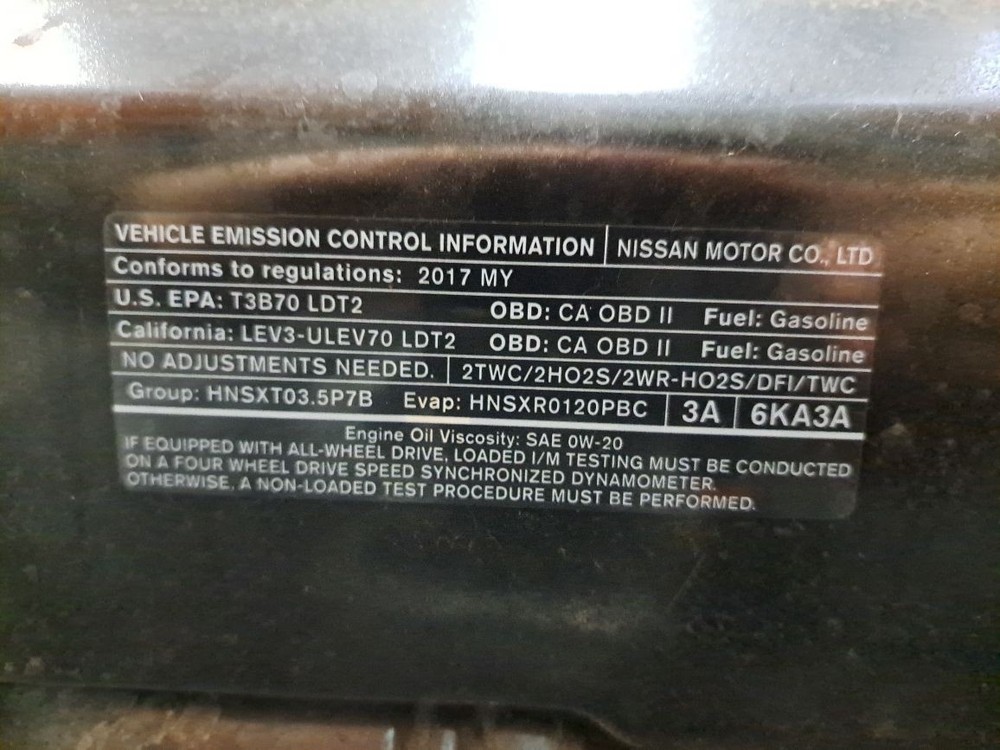 VEHICLE EMISSION CONTROL INFORMATION NISSAN MOTOR CO., LTD
Conforms to regulations: 2017 MY
U.S. EPA: T3B70 LDT2 OBD: CA OBD II Fuel: Gasoline
California: LEV3-ULEV70 LDT2 OBD: CA OBD II Fuel: Gasoline
NO ADJUSTMENTS NEEDED. 2TWC/2HO2S/2WR-HO2S/DFI/TWC
Group: HNSXT03.5P7B Evap: HNSXR0120PBC 3A 6KA3A
Engine Oil Viscosity: SAE 0W-20
IF EQUIPPED WITH ALL-WHEEL DRIVE, LOADED I/M TESTING MUST BE CONDUCTED
ON A FOUR WHEEL DRIVE SPEED SYNCHRONIZED DYNAMOMETER.
OTHERWISE, A NON-LOADED TEST PROCEDURE MUST BE PERFORMED.